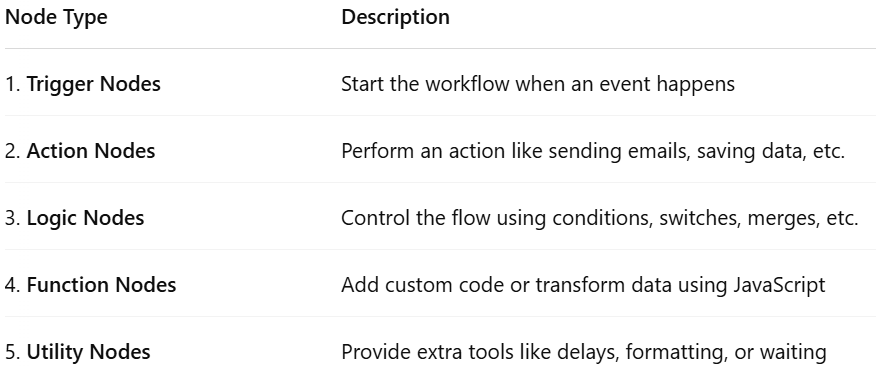 Node Type Description
1. Trigger Nodes Start the workflow when an event happens
2. Action Nodes Perform an action like sending emails, saving data, etc.
3. Logic Nodes Control the flow using conditions, switches, merges, etc.
4. Function Nodes Add custom code or transform data using JavaScript
5. Utility Nodes Provide extra tools like delays, formatting, or waiting